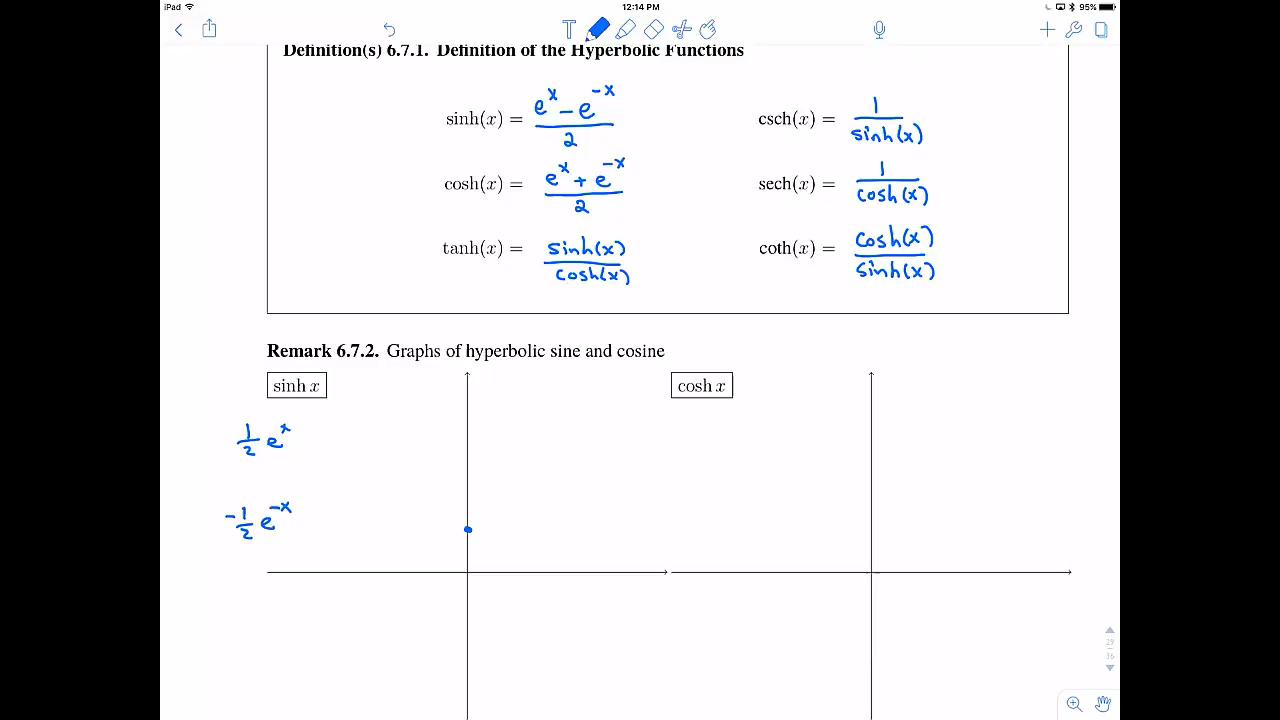 iPad 12:14 PM 95%
T
Definition(s) 6.7.1. Definition of the Hyperbolic Functions
sinh(x) = e^x − e^−x / 2
csch(x) = 1 / sinh(x)
cosh(x) = e^x + e^−x / 2
sech(x) = 1 / cosh(x)
tanh(x) = sinh(x) / cosh(x)
coth(x) = cosh(x) / sinh(x)
Remark 6.7.2. Graphs of hyperbolic sine and cosine
sinh x
cosh x
1/2 e^x
−1/2 e^−x
29
36